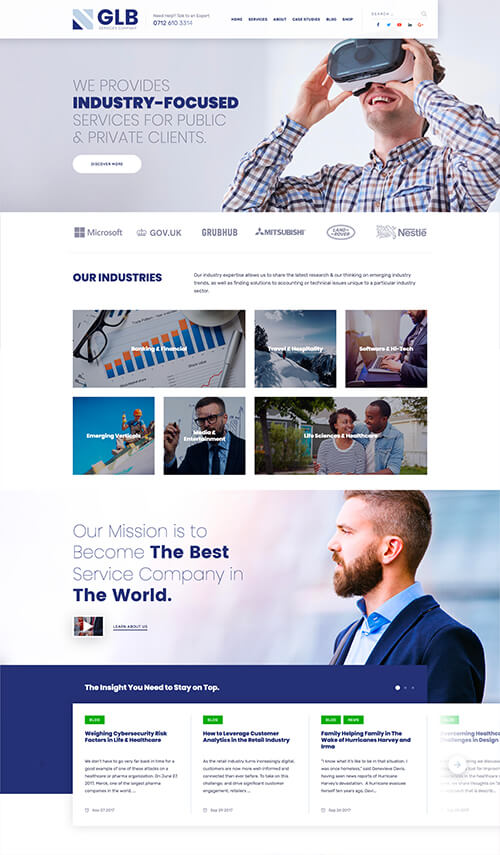 GLB
SERVICES COMPANY
Need Help? Talk to an Expert
0712 610 3314
HOME SERVICES ABOUT CASE STUDIES BLOG SHOP
SEARCH ...
WE PROVIDES
INDUSTRY-FOCUSED
SERVICES FOR PUBLIC
& PRIVATE CLIENTS.
DISCOVER MORE
Microsoft GOV.UK GRUBHUB MITSUBISHI LAND ROVER Nestle
OUR INDUSTRIES
Our industry expertise allows us to share the latest research & our thinking on emerging industry
trends, as well as finding solutions to accounting or technical issues unique to a particular industry
sector.
Banking & Financial
Travel & Hospitality
Software & Hi-Tech
Emerging Verticals
Media &
Entertainment
Life Sciences & Healthcare
Our Mission is to
Become The Best
Service Company in
The World.
LEARN ABOUT US
The Insight You Need to Stay on Top.
BLOG
Weighing Cybersecurity Risk
Factors in Life & Healthcare
We don't have to go very far back in time for a
good example of one of these attacks on a
healthcare or pharma organization. On June 27,
2017, Merck, one of the largest pharma
companies in the world, ...
Nov 07 2017
BLOG
How to Leverage Customer
Analytics in the Retail Industry
As the retail industry turns increasingly digital,
customers are now more well-informed and
connected than ever before. To take on this
challenge, and drive significant customer
engagement, retailers ...
Sep 29 2017
BLOG NEWS
Family Helping Family in The
Wake of Hurricanes Harvey and
Irma
"I know what it's like to be in that situation. I
was once homeless," said Genevieve Davis,
having seen news reports of Hurricane
Harvey's devastation. A Hurricane evacuee
herself ten years ago, Davi...
Sep 26 2017
BLOG
Overcoming Healthcare
Challenges in Design